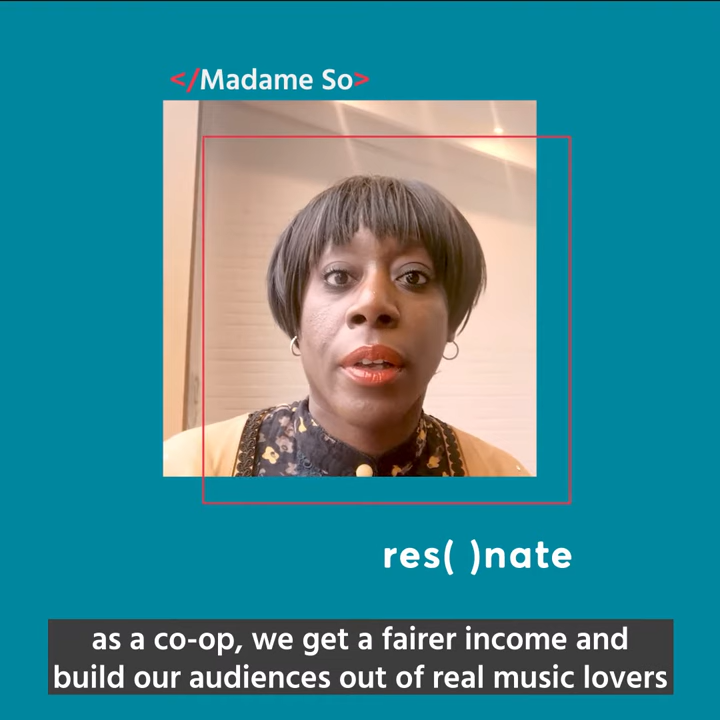 </Madame So>
res( )nate
as a co-op, we get a fairer income and
build our audiences out of real music lovers